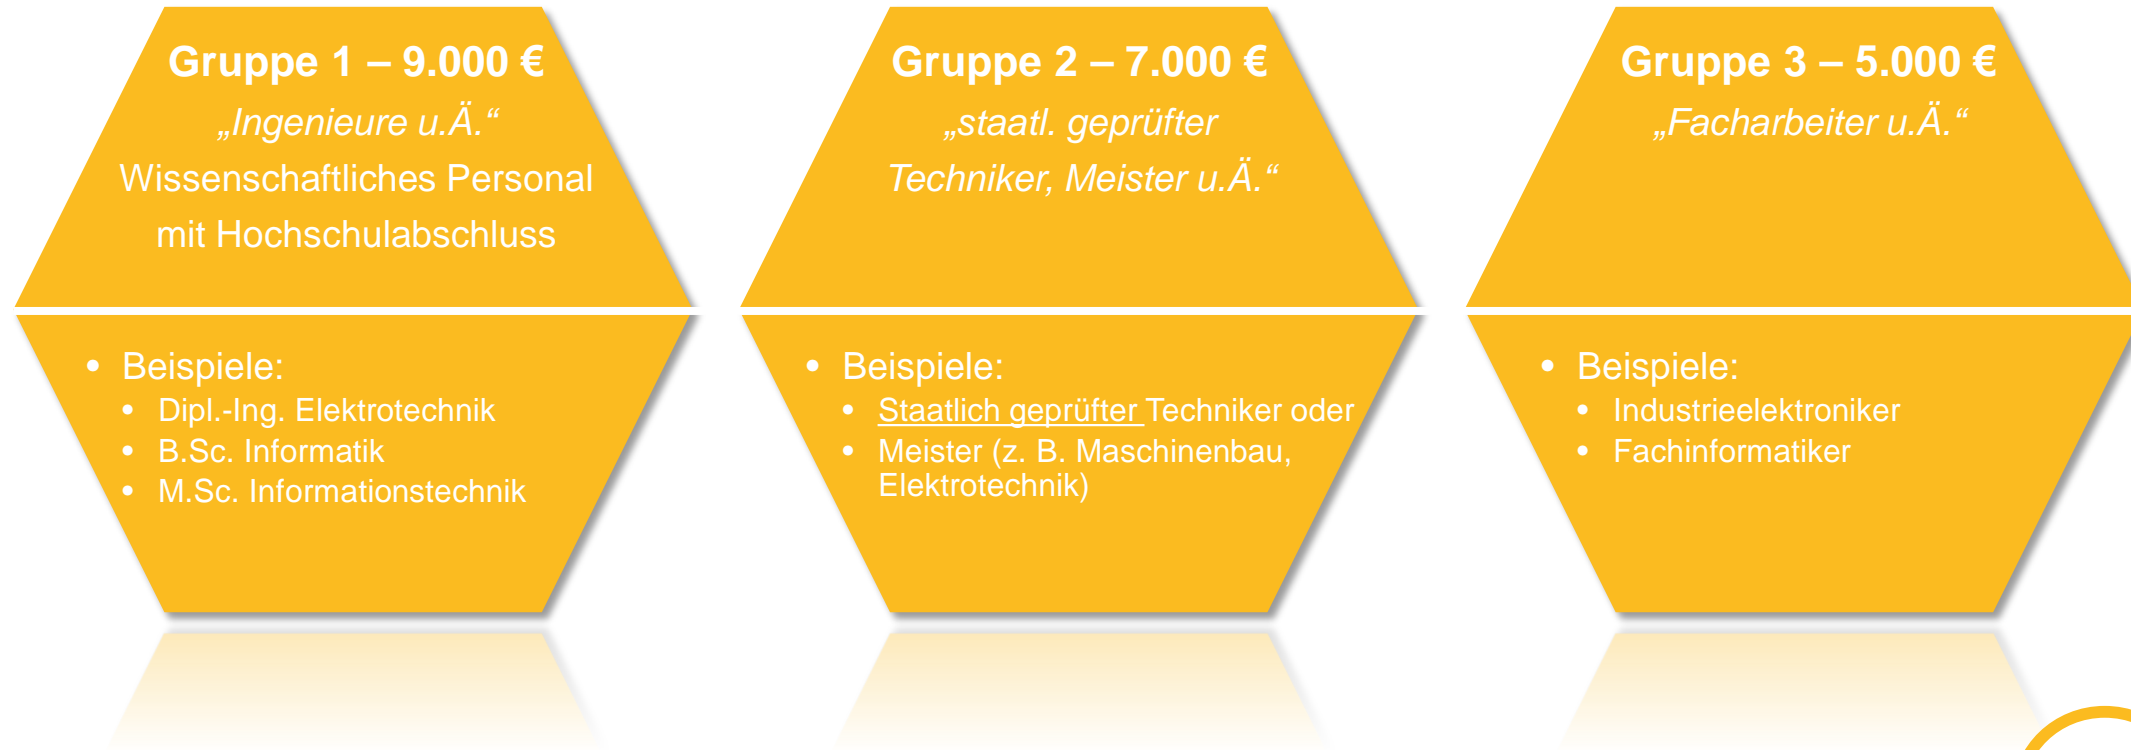 Gruppe 1 – 9.000 €
„Ingenieure u.Ä.“
Wissenschaftliches Personal
mit Hochschulabschluss
• Beispiele:
• Dipl.-Ing. Elektrotechnik
• B.Sc. Informatik
• M.Sc. Informationstechnik
Gruppe 2 – 7.000 €
„staatl. geprüfter
Techniker, Meister u.Ä.“
• Beispiele:
• Staatlich geprüfter Techniker oder
• Meister (z. B. Maschinenbau,
Elektrotechnik)
Gruppe 3 – 5.000 €
„Facharbeiter u.Ä.“
• Beispiele:
• Industrieelektroniker
• Fachinformatiker